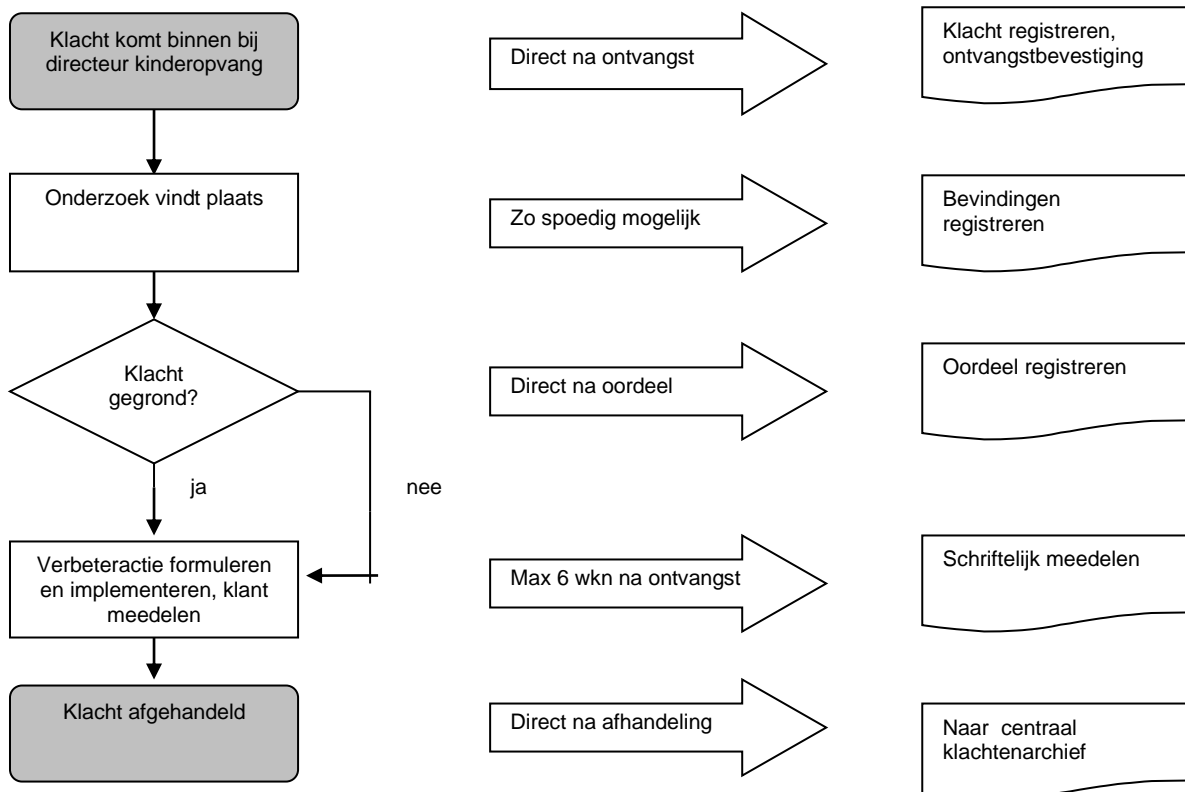 Klacht komt binnen bij
directeur kinderopvang
Direct na ontvangst
Klacht registreren,
ontvangstbevestiging
Onderzoek vindt plaats
Zo spoedig mogelijk
Bevindingen
registreren
Klacht
gegrond?
Direct na oordeel
Oordeel registreren
ja
nee
Verbeteractie formuleren
en implementeren, klant
meedelen
Max 6 wkn na ontvangst
Schriftelijk meedelen
Klacht afgehandeld
Direct na afhandeling
Naar centraal
klachtenarchief